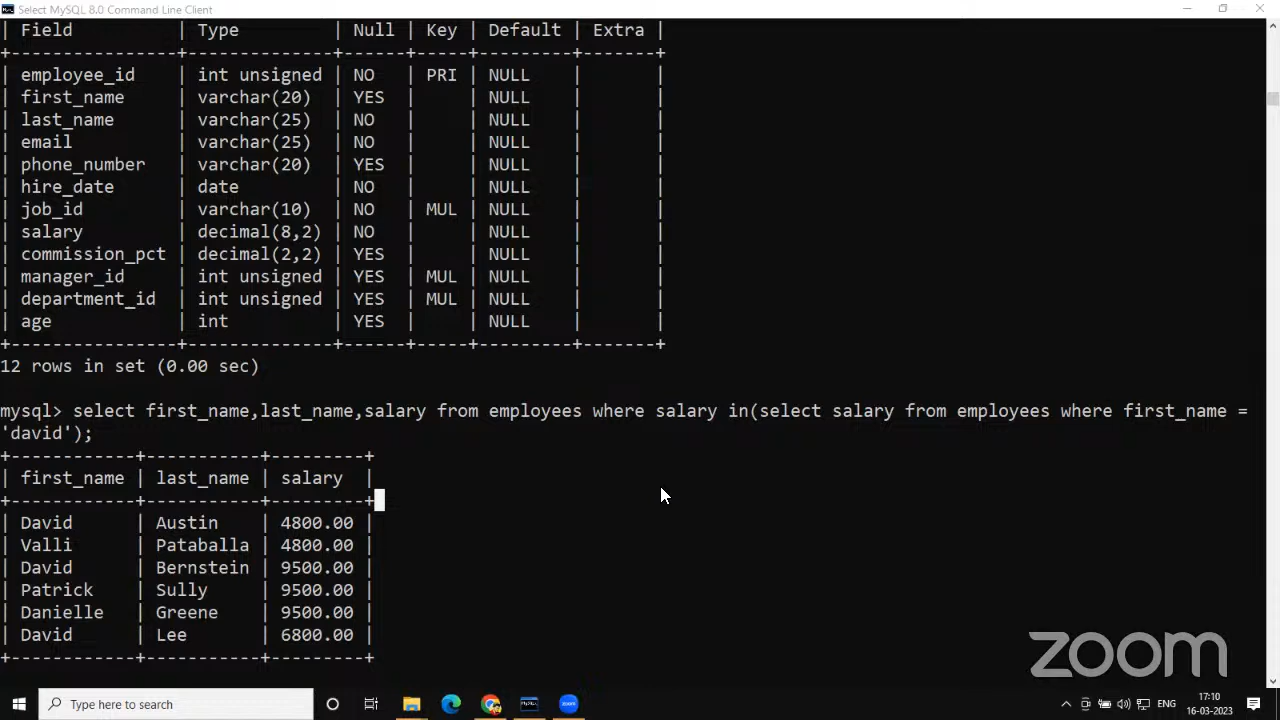 Select MySQL 8.0 Command Line Client
| Field | Type | Null | Key | Default | Extra |
+----------------+--------------+------+-----+---------+-------+
| employee_id | int unsigned | NO | PRI | NULL | |
| first_name | varchar(20) | YES | | NULL | |
| last_name | varchar(25) | NO | | NULL | |
| email | varchar(25) | NO | | NULL | |
| phone_number | varchar(20) | YES | | NULL | |
| hire_date | date | NO | | NULL | |
| job_id | varchar(10) | NO | MUL | NULL | |
| salary | decimal(8,2) | NO | | NULL | |
| commission_pct | decimal(2,2) | YES | | NULL | |
| manager_id | int unsigned | YES | MUL | NULL | |
| department_id | int unsigned | YES | MUL | NULL | |
| age | int | YES | | NULL | |
+----------------+--------------+------+-----+---------+-------+
12 rows in set (0.00 sec)
mysql> select first_name,last_name,salary from employees where salary in(select salary from employees where first_name =
'david');
+------------+-----------+---------+
| first_name | last_name | salary |
+------------+-----------+---------+
| David | Austin | 4800.00 |
| Valli | Pataballa | 4800.00 |
| David | Bernstein | 9500.00 |
| Patrick | Sully | 9500.00 |
| Danielle | Greene | 9500.00 |
| David | Lee | 6800.00 |
+------------+-----------+---------+
zoom
Type here to search
ENG
17:10
16-03-2023